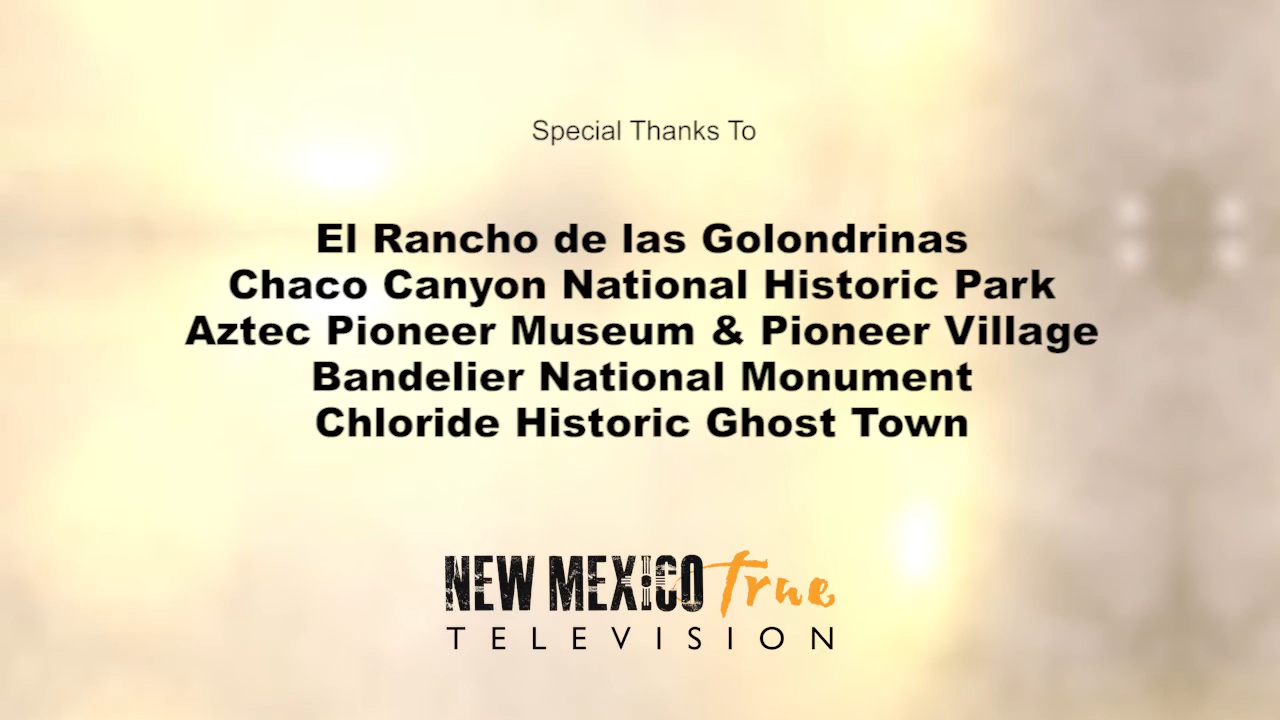 Special Thanks To
El Rancho de las Golondrinas
Chaco Canyon National Historic Park
Aztec Pioneer Museum & Pioneer Village
Bandelier National Monument
Chloride Historic Ghost Town
NEW MEXICO True
TELEVISION